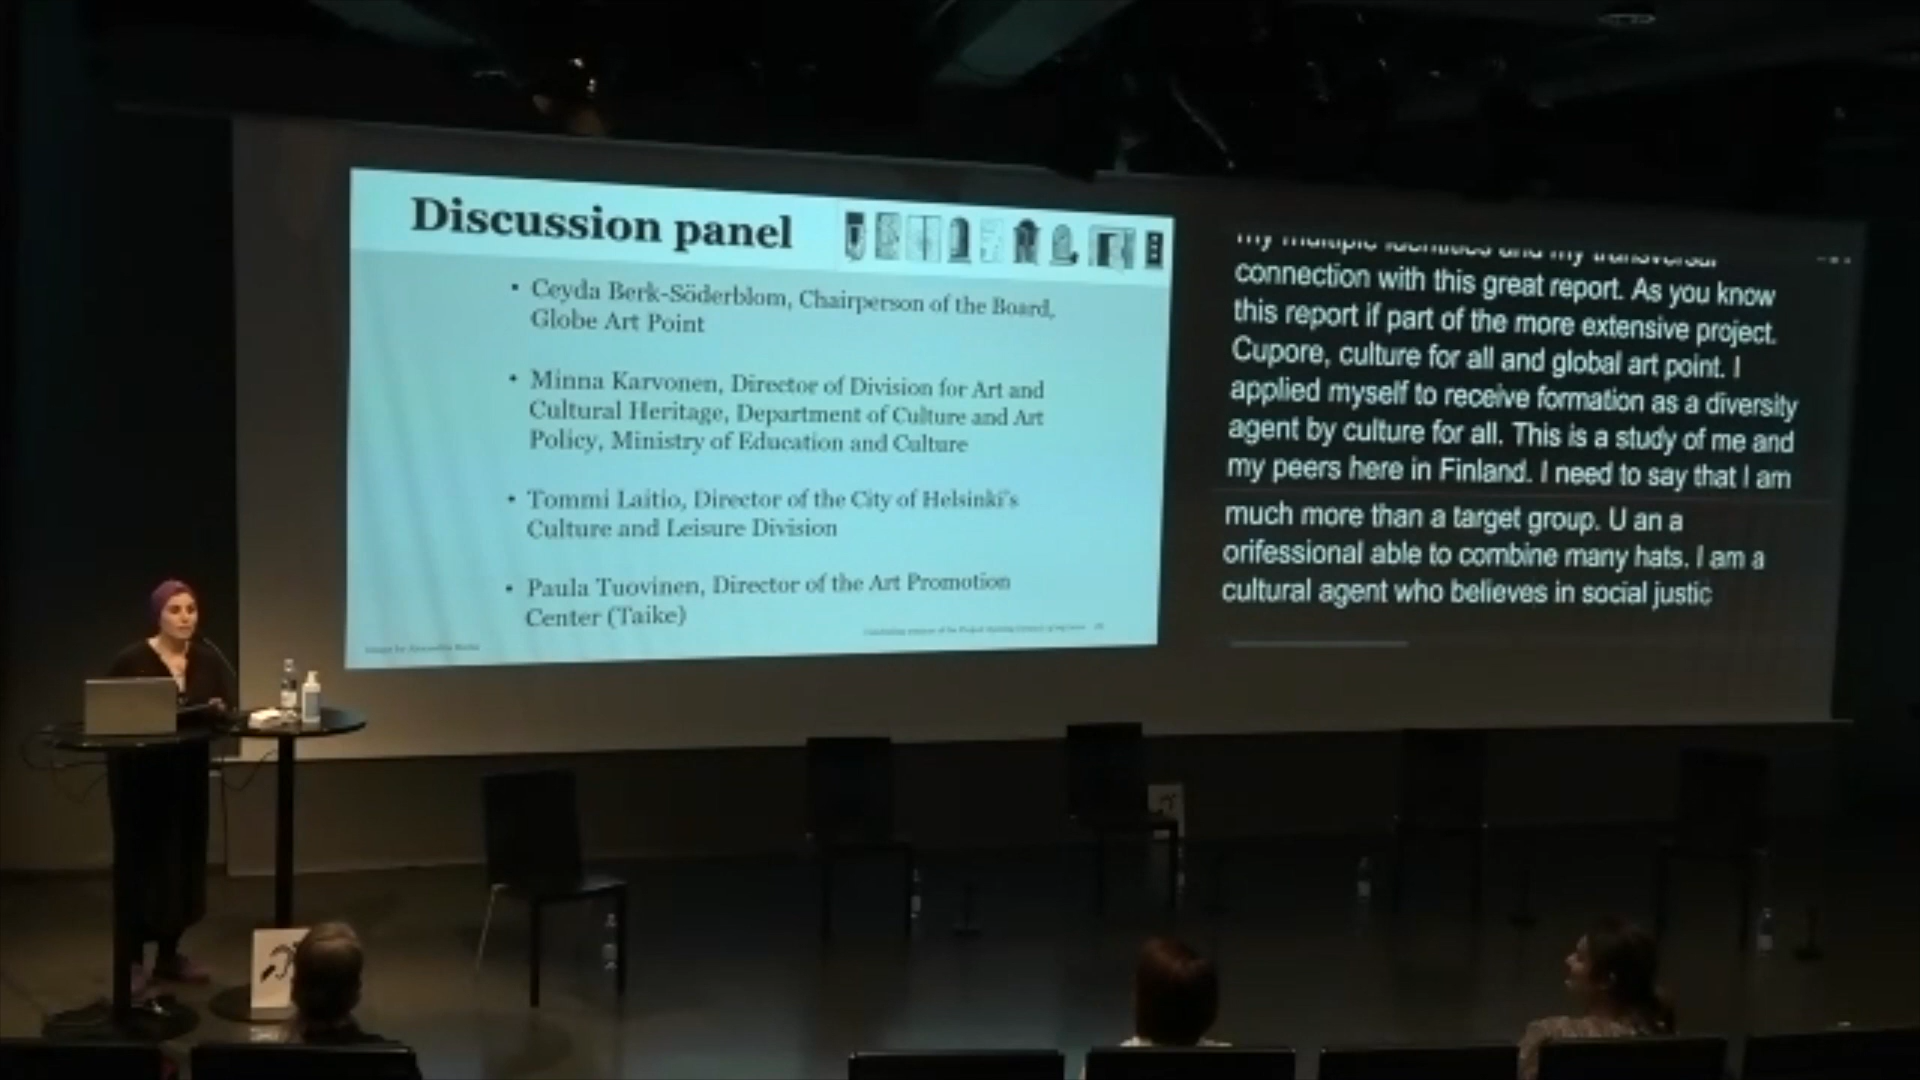 Discussion panel
• Ceyda Berk-Söderblom, Chairperson of the Board,
Globe Art Point
• Minna Karvonen, Director of Division for Art and
Cultural Heritage, Department of Culture and Art
Policy, Ministry of Education and Culture
• Tommi Laitio, Director of the City of Helsinki's
Culture and Leisure Division
• Paula Tuovinen, Director of the Art Promotion
Center (Taike)
my multiple identities and my transversal
connection with this great report. As you know
this report if part of the more extensive project.
Cupore, culture for all and global art point. I
applied myself to receive formation as a diversity
agent by culture for all. This is a study of me and
my peers here in Finland. I need to say that I am
much more than a target group. U an a
orifessional able to combine many hats. I am a
cultural agent who believes in social justic